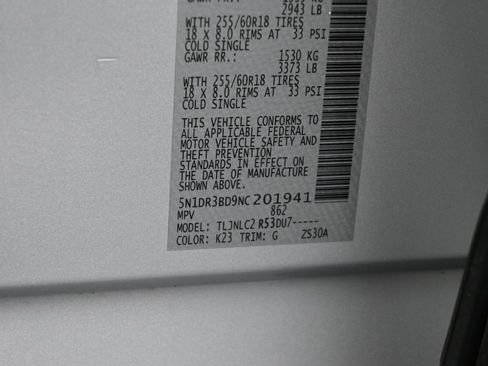 2943 LB
WITH 255/60R18 TIRES
18 X 8.0 RIMS AT 33 PSI
COLD SINGLE
GAWR RR.: 1530 KG
3373 LB
WITH 255/60R18 TIRES
18 X 8.0 RIMS AT 33 PSI
COLD SINGLE
THIS VEHICLE CONFORMS TO
ALL APPLICABLE FEDERAL
MOTOR VEHICLE SAFETY AND
THEFT PREVENTION
STANDARDS IN EFFECT ON
THE DATE OF MANUFACTURE
SHOWN ABOVE.
5N1DR3BD9NC201941
MPV 862
MODEL: TLJNLC2 R53DU7-----
COLOR: K23 TRIM: G ZS30A